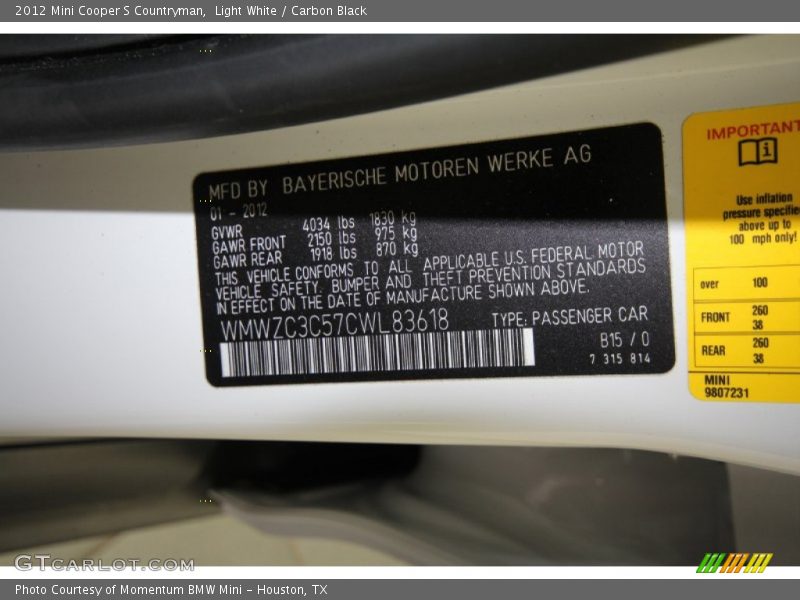 2012 Mini Cooper S Countryman,  Light White / Carbon Black
MFD BY BAYERISCHE MOTOREN WERKE AG
01 - 2012
GVWR 4034 lbs 1830 kg
GAWR FRONT 2150 lbs 975 kg
GAWR REAR 1918 lbs 870 kg
THIS VEHICLE CONFORMS TO ALL APPLICABLE U.S. FEDERAL MOTOR
VEHICLE SAFETY, BUMPER AND THEFT PREVENTION STANDARDS
IN EFFECT ON THE DATE OF MANUFACTURE SHOWN ABOVE.
WMWZC3C57CWL83618 TYPE: PASSENGER CAR
B15 / 0
7 315 814
IMPORTANT
Use inflation
pressure specifie
above up to
100 mph only!
over 100
FRONT 260
38
REAR 260
38
MINI
9807231
GTCARLOT.COM
Photo Courtesy of Momentum BMW Mini - Houston, TX